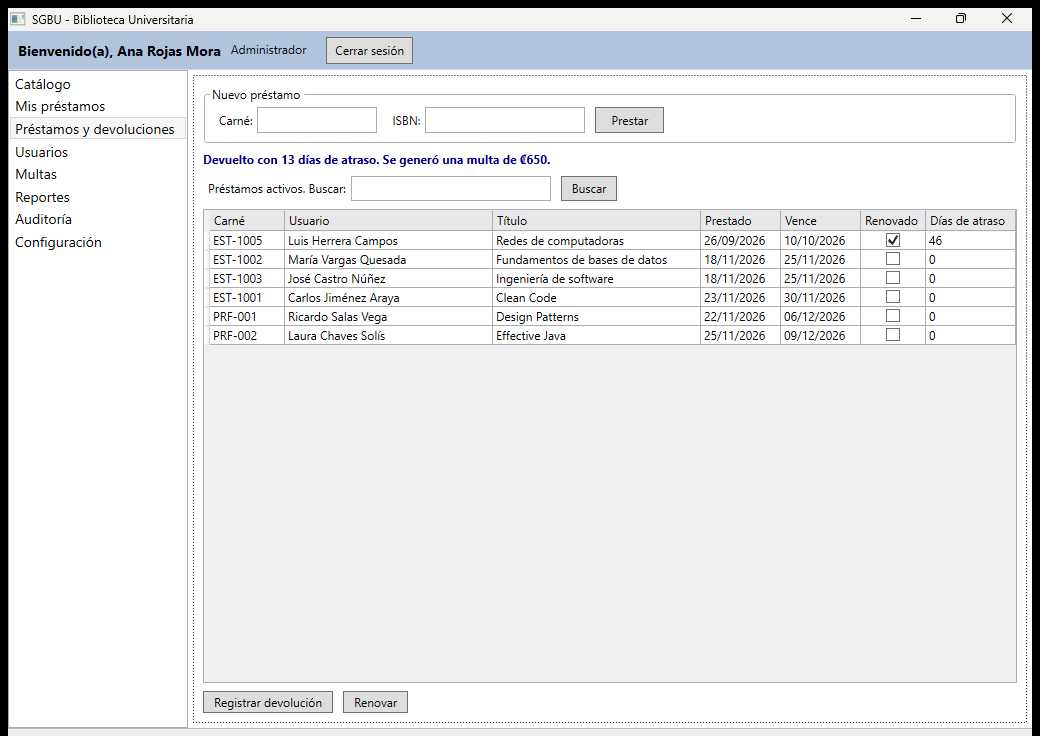 SGBU - Biblioteca Universitaria
Bienvenido(a), Ana Rojas Mora Administrador Cerrar sesión
Catálogo
Mis préstamos
Préstamos y devoluciones
Usuarios
Multas
Reportes
Auditoría
Configuración
Nuevo préstamo
Carné: ISBN: Prestar
Devuelto con 13 días de atraso. Se generó una multa de ₡650.
Préstamos activos. Buscar: Buscar
Carné Usuario Título Prestado Vence Renovado Días de atraso
EST-1005 Luis Herrera Campos Redes de computadoras 26/09/2026 10/10/2026 46
EST-1002 María Vargas Quesada Fundamentos de bases de datos 18/11/2026 25/11/2026 0
EST-1003 José Castro Núñez Ingeniería de software 18/11/2026 25/11/2026 0
EST-1001 Carlos Jiménez Araya Clean Code 23/11/2026 30/11/2026 0
PRF-001 Ricardo Salas Vega Design Patterns 22/11/2026 06/12/2026 0
PRF-002 Laura Chaves Solís Effective Java 25/11/2026 09/12/2026 0
Registrar devolución Renovar